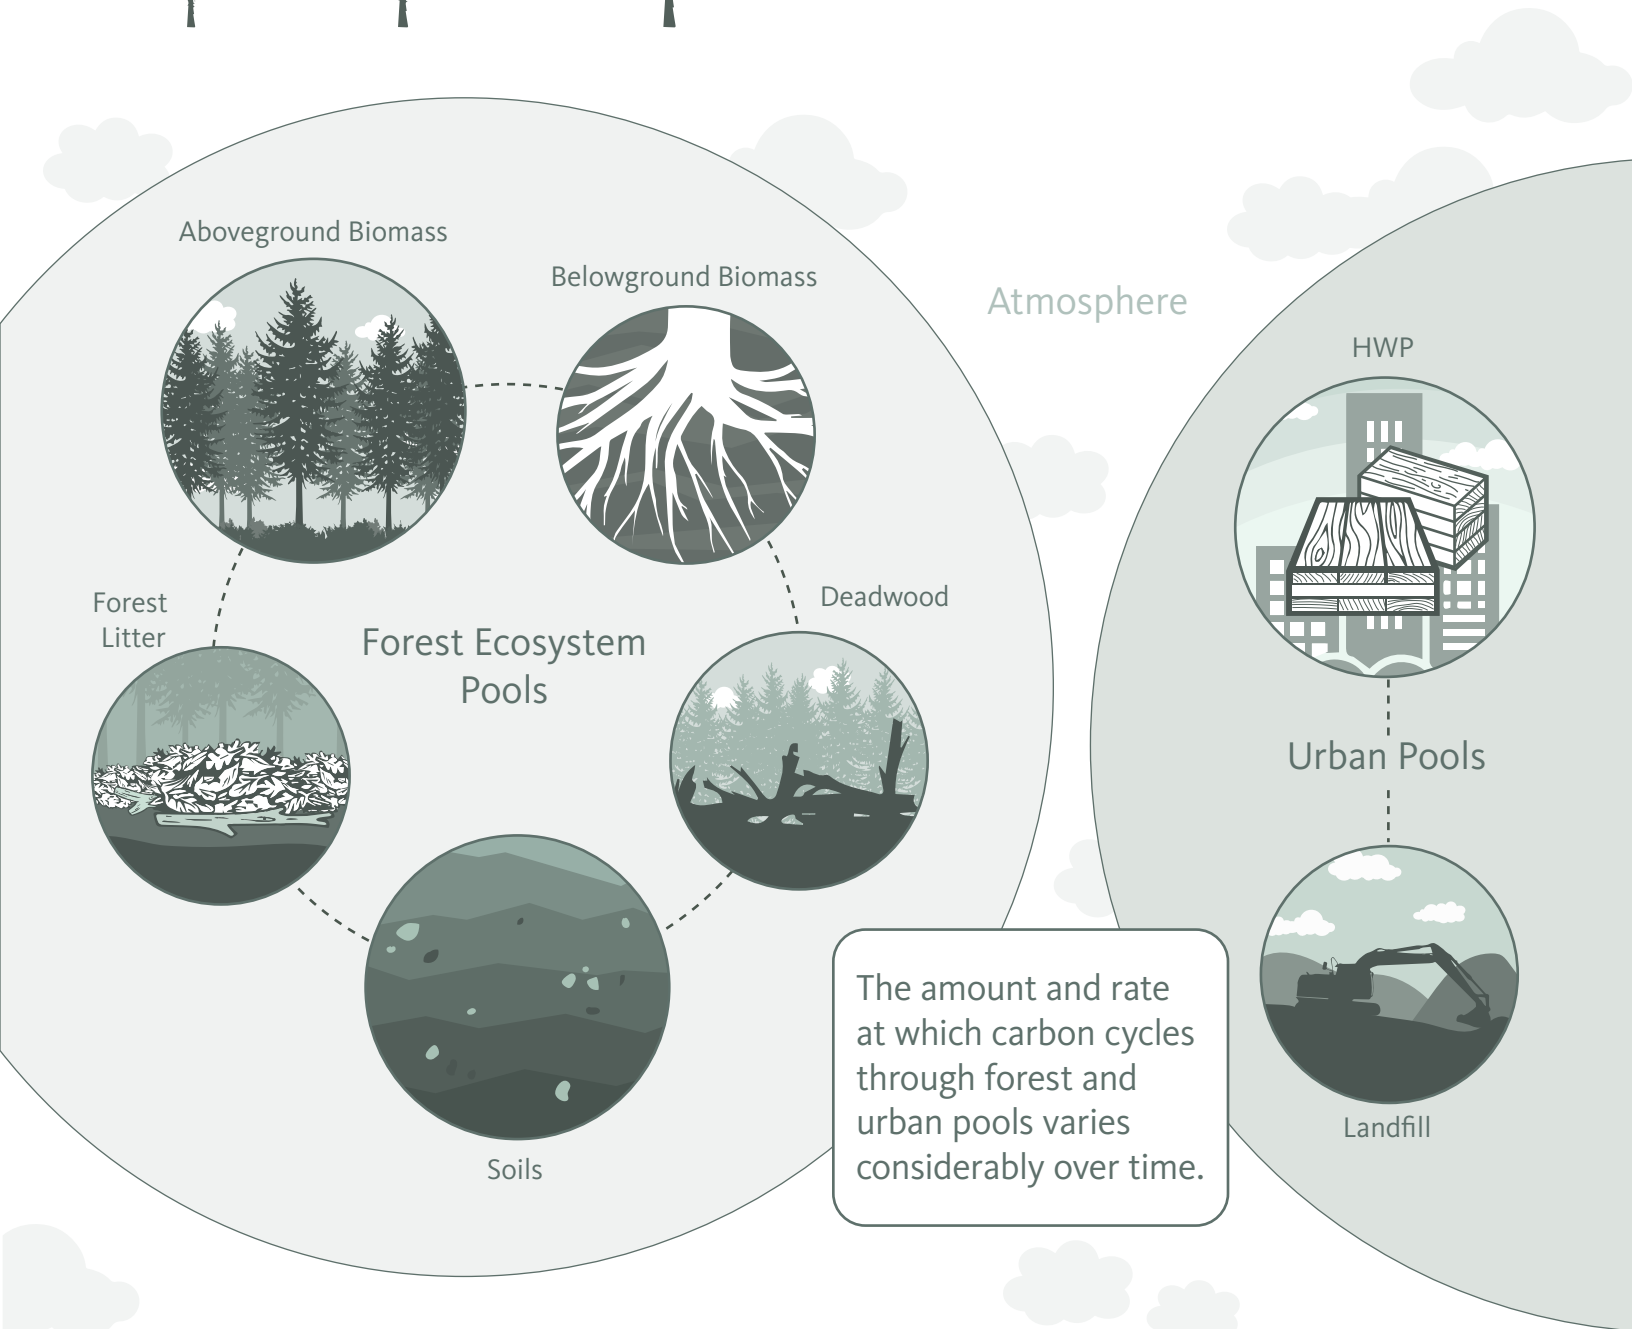 Aboveground Biomass
Belowground Biomass
Atmosphere
HWP
Forest
Litter
Deadwood
Forest Ecosystem
Pools
Urban Pools
The amount and rate
at which carbon cycles
through forest and
urban pools varies
considerably over time.
Landfill
Soils